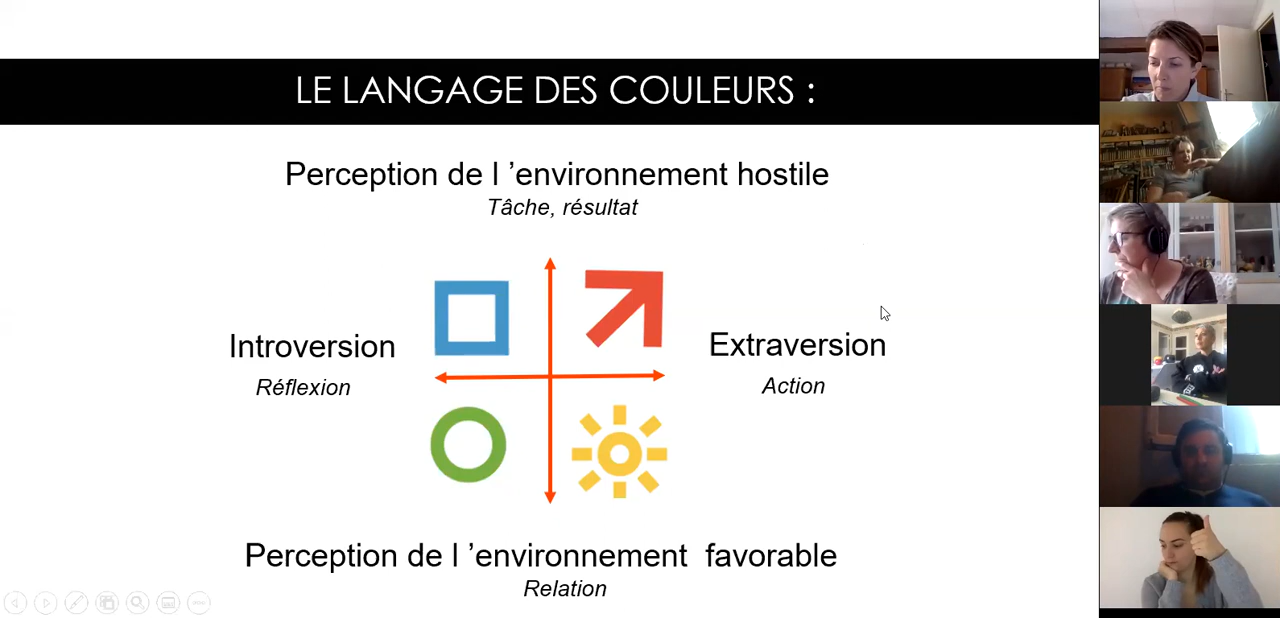 LE LANGAGE DES COULEURS :
Perception de l ’environnement hostile
Tâche, résultat
Introversion
Réflexion
Extraversion
Action
Perception de l ’environnement  favorable
Relation